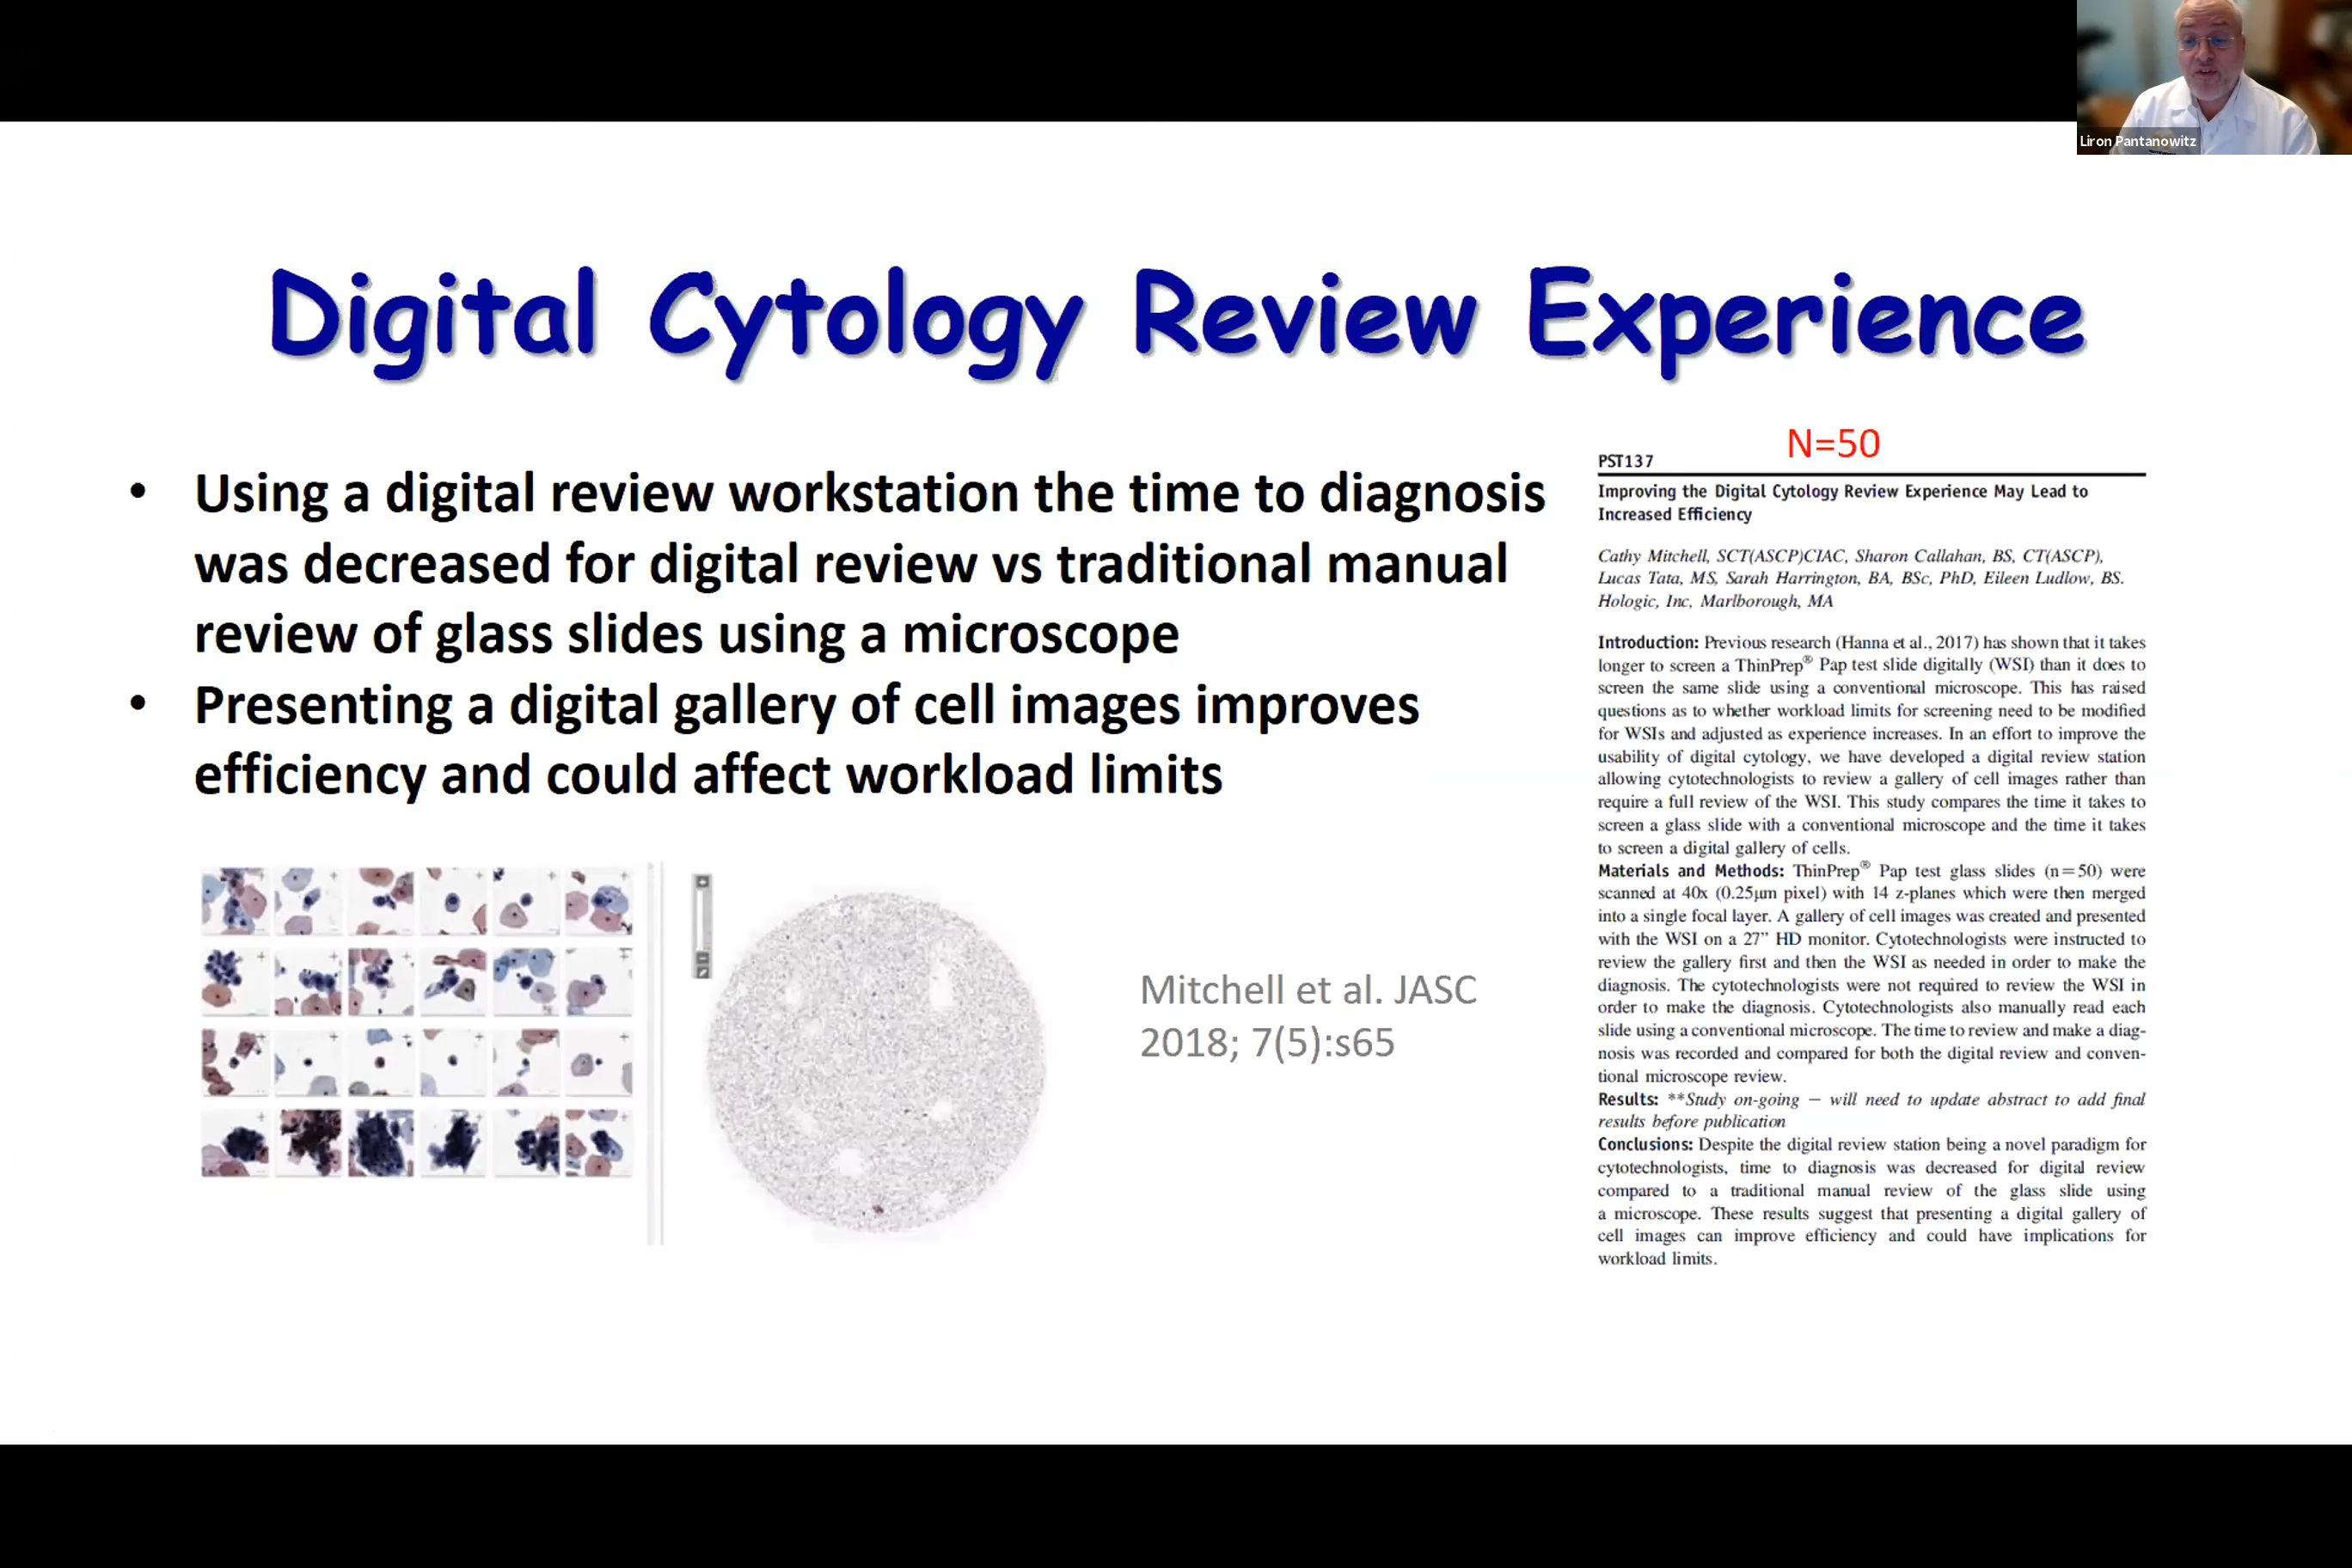 Liron Pantanowitz
Digital Cytology Review Experience
• Using a digital review workstation the time to diagnosis
was decreased for digital review vs traditional manual
review of glass slides using a microscope
• Presenting a digital gallery of cell images improves
efficiency and could affect workload limits
Mitchell et al. JASC
2018; 7(5):s65
N=50
PST137
Improving the Digital Cytology Review Experience May Lead to
Increased Efficiency
Cathy Mitchell, SCT(ASCP)CIAC, Sharon Callahan, BS, CT(ASCP),
Lucas Tata, MS, Sarah Harrington, BA, BSc, PhD, Eileen Ludlow, BS.
Hologic, Inc, Marlborough, MA
Introduction: Previous research (Hanna et al., 2017) has shown that it takes
longer to screen a ThinPrep® Pap test slide digitally (WSI) than it does to
screen the same slide using a conventional microscope. This has raised
questions as to whether workload limits for screening need to be modified
for WSIs and adjusted as experience increases. In an effort to improve the
usability of digital cytology, we have developed a digital review station
allowing cytotechnologists to review a gallery of cell images rather than
require a full review of the WSI. This study compares the time it takes to
screen a glass slide with a conventional microscope and the time it takes
to screen a digital gallery of cells.
Materials and Methods: ThinPrep® Pap test glass slides (n=50) were
scanned at 40x (0.25µm pixel) with 14 z-planes which were then merged
into a single focal layer. A gallery of cell images was created and presented
with the WSI on a 27” HD monitor. Cytotechnologists were instructed to
review the gallery first and then the WSI as needed in order to make the
diagnosis. The cytotechnologists were not required to review the WSI in
order to make the diagnosis. Cytotechnologists also manually read each
slide using a conventional microscope. The time to review and make a diag-
nosis was recorded and compared for both the digital review and conven-
tional microscope review.
Results: **Study on-going – will need to update abstract to add final
results before publication
Conclusions: Despite the digital review station being a novel paradigm for
cytotechnologists, time to diagnosis was decreased for digital review
compared to a traditional manual review of the glass slide using
a microscope. These results suggest that presenting a digital gallery of
cell images can improve efficiency and could have implications for
workload limits.